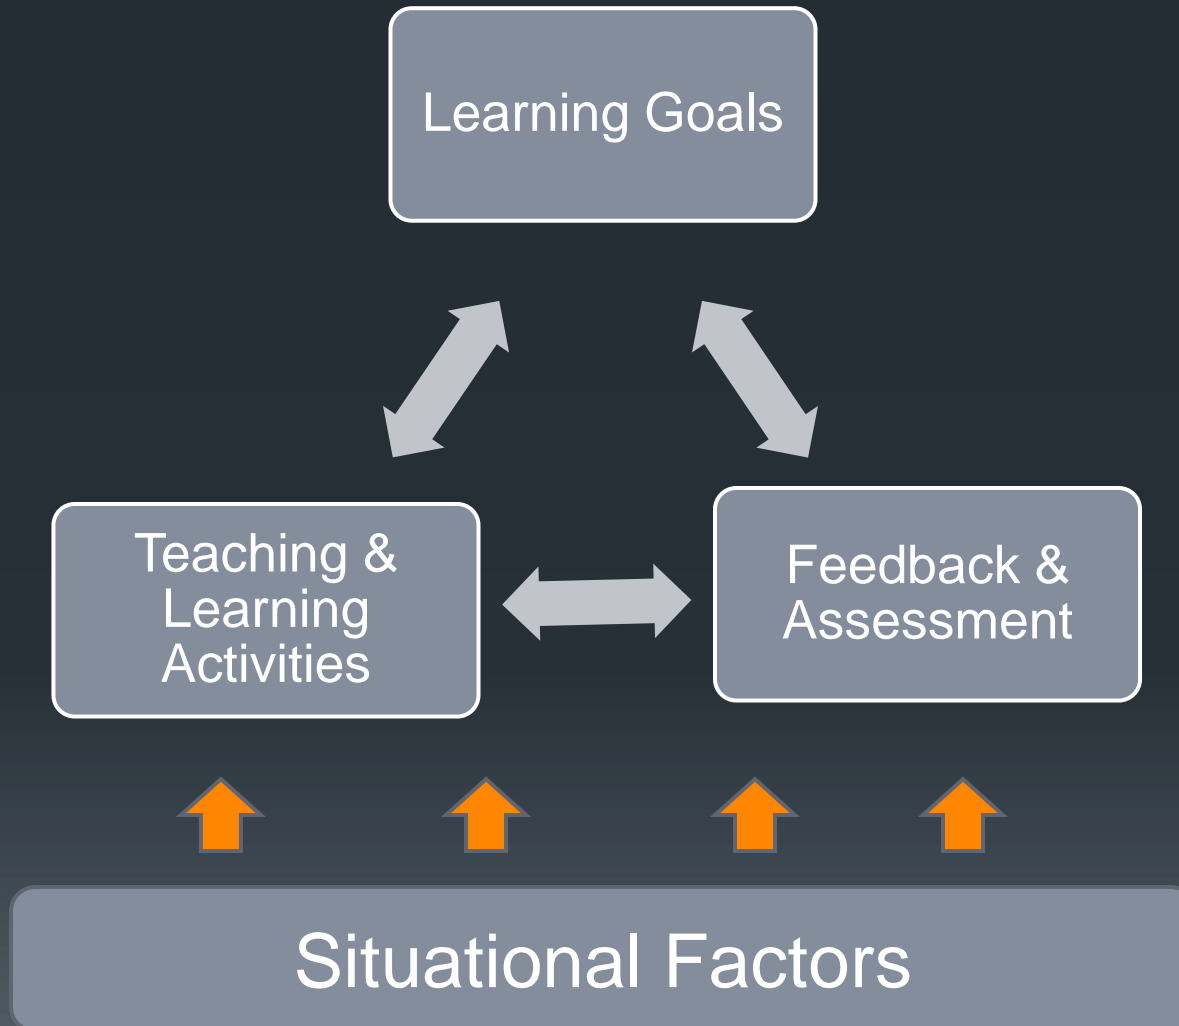 Learning Goals
Teaching &
Learning
Activities
Feedback &
Assessment
Situational Factors